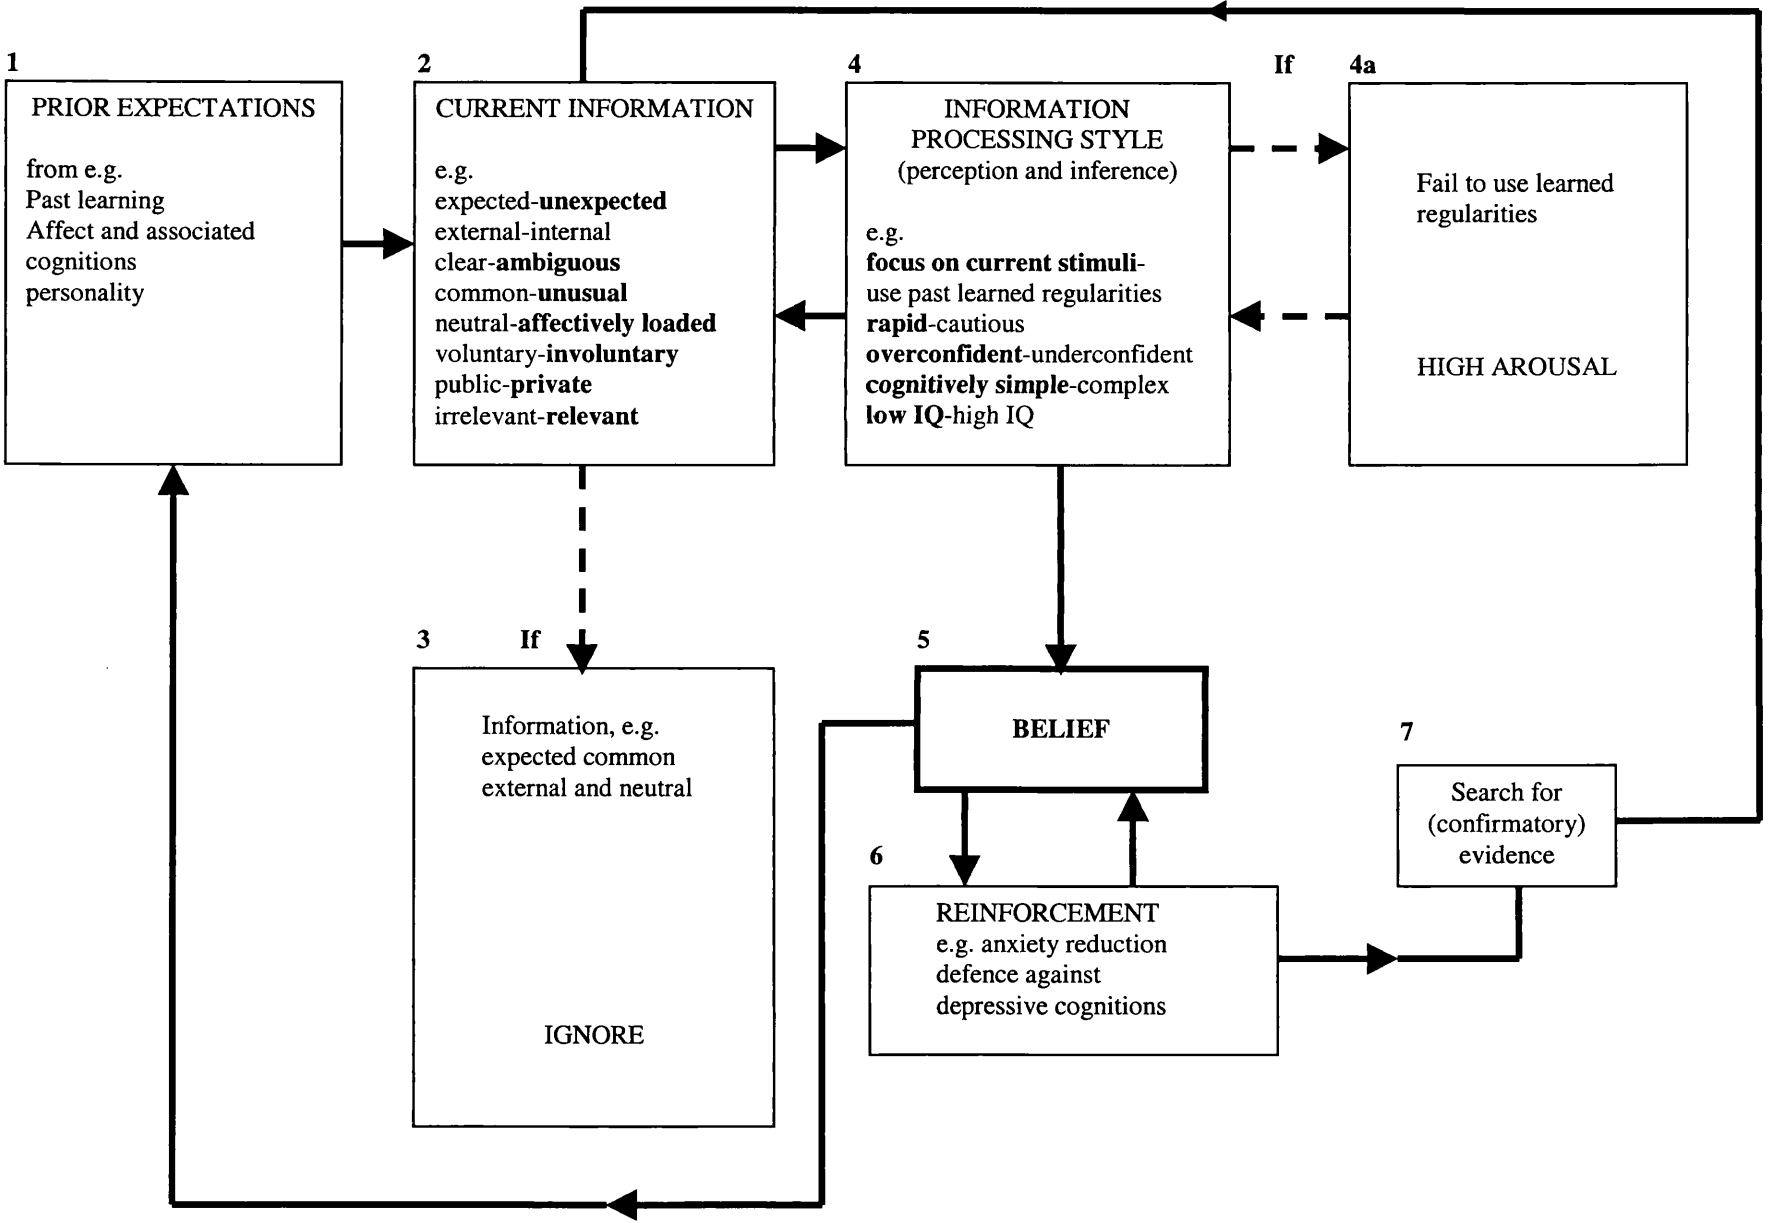 1
PRIOR EXPECTATIONS
from e.g.
Past learning
Affect and associated
cognitions
personality
2
CURRENT INFORMATION
e.g.
expected-unexpected
external-internal
clear-ambiguous
common-unusual
neutral-affectively loaded
voluntary-involuntary
public-private
irrelevant-relevant
4
INFORMATION
PROCESSING STYLE
(perception and inference)
e.g.
focus on current stimuli-
use past learned regularities
rapid-cautious
overconfident-underconfident
cognitively simple-complex
low IQ-high IQ
If
4a
Fail to use learned
regularities
HIGH AROUSAL
3
If
Information, e.g.
expected common
external and neutral
IGNORE
5
BELIEF
6
REINFORCEMENT
e.g. anxiety reduction
defence against
depressive cognitions
7
Search for
(confirmatory)
evidence